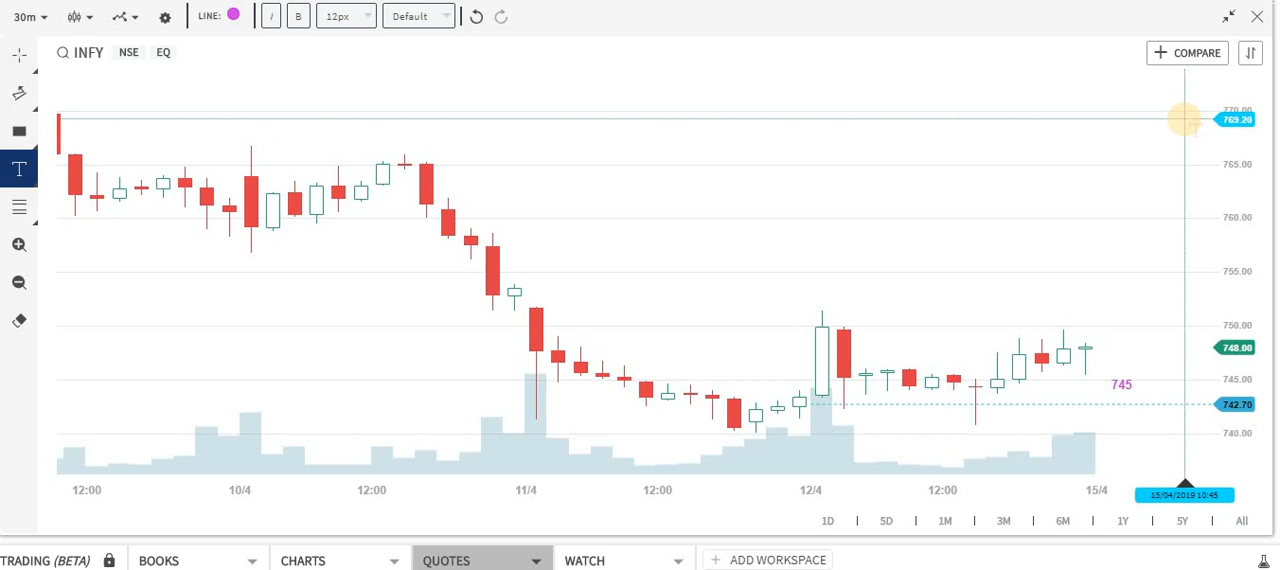 30m LINE: I B 12px Default
INFY NSE EQ + COMPARE
770.00
769.20
765.00
760.00
755.00
750.00
748.00
745.00
745
742.70
740.00
12:00 10/4 12:00 11/4 12:00 12/4 12:00 15/4
15/04/2019 10:45
1D 5D 1M 3M 6M 1Y 5Y All
TRADING (BETA) BOOKS CHARTS QUOTES WATCH + ADD WORKSPACE